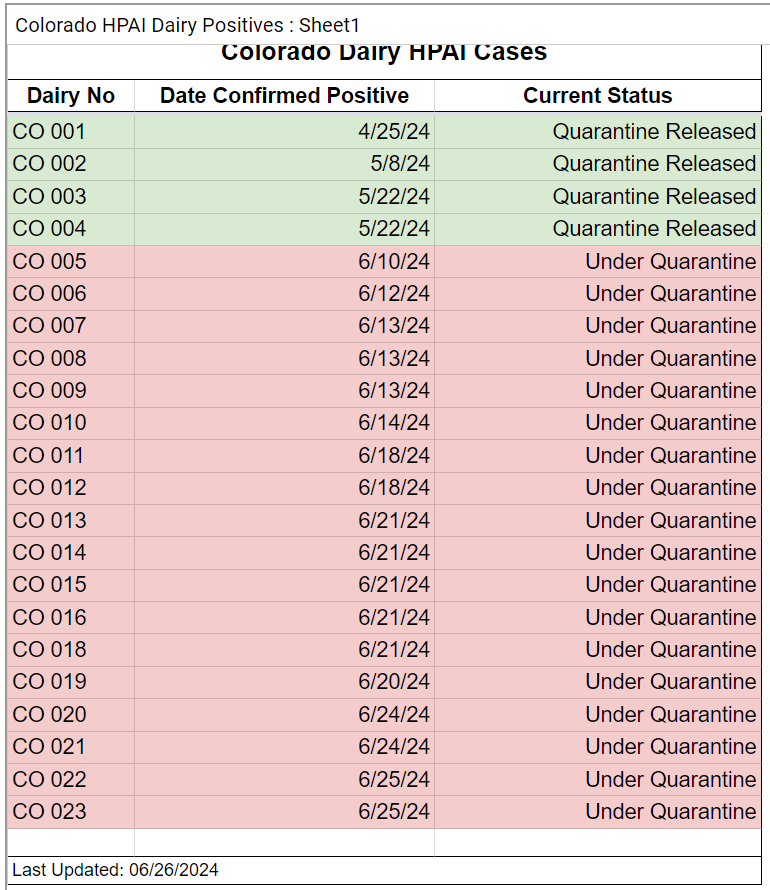 Colorado HPAI Dairy Positives : Sheet1
Colorado Dairy HPAI Cases
Dairy No Date Confirmed Positive Current Status
CO 001 4/25/24 Quarantine Released
CO 002 5/8/24 Quarantine Released
CO 003 5/22/24 Quarantine Released
CO 004 5/22/24 Quarantine Released
CO 005 6/10/24 Under Quarantine
CO 006 6/12/24 Under Quarantine
CO 007 6/13/24 Under Quarantine
CO 008 6/13/24 Under Quarantine
CO 009 6/13/24 Under Quarantine
CO 010 6/14/24 Under Quarantine
CO 011 6/18/24 Under Quarantine
CO 012 6/18/24 Under Quarantine
CO 013 6/21/24 Under Quarantine
CO 014 6/21/24 Under Quarantine
CO 015 6/21/24 Under Quarantine
CO 016 6/21/24 Under Quarantine
CO 018 6/21/24 Under Quarantine
CO 019 6/20/24 Under Quarantine
CO 020 6/24/24 Under Quarantine
CO 021 6/24/24 Under Quarantine
CO 022 6/25/24 Under Quarantine
CO 023 6/25/24 Under Quarantine
Last Updated: 06/26/2024